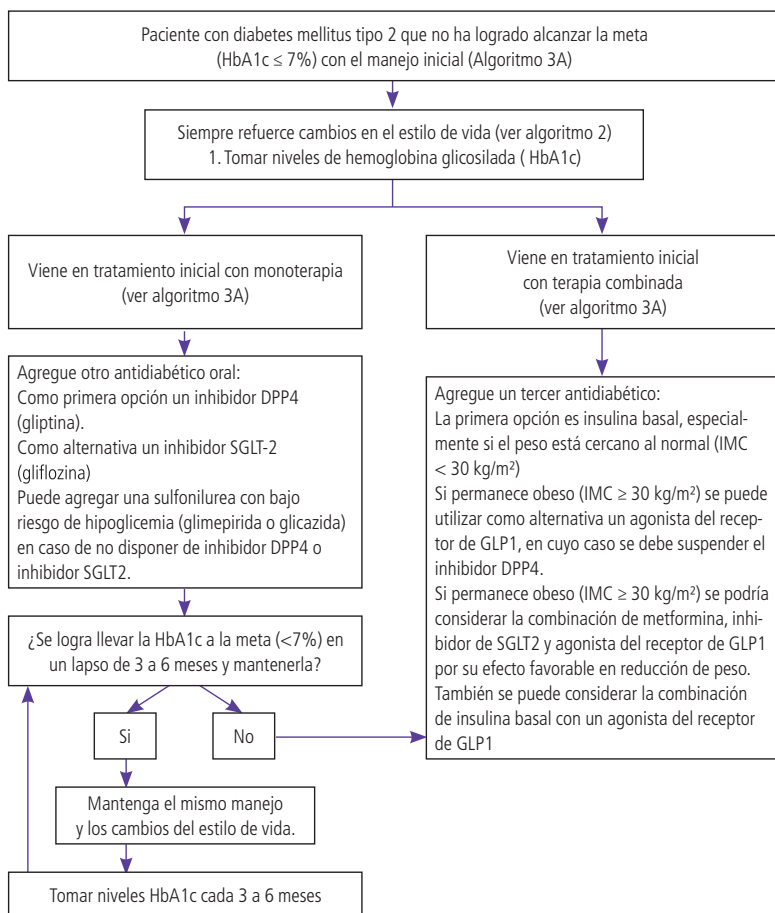 Paciente con diabetes mellitus tipo 2 que no ha logrado alcanzar la meta
(HbA1c ≤ 7%) con el manejo inicial (Algoritmo 3A)
Siempre refuerce cambios en el estilo de vida (ver algoritmo 2)
1. Tomar niveles de hemoglobina glicosilada ( HbA1c)
Viene en tratamiento inicial con monoterapia
(ver algoritmo 3A)
Viene en tratamiento inicial
con terapia combinada
(ver algoritmo 3A)
Agregue otro antidiabético oral:
Como primera opción un inhibidor DPP4
(gliptina).
Como alternativa un inhibidor SGLT-2
(gliflozina)
Puede agregar una sulfonilurea con bajo
riesgo de hipoglicemia (glimepirida o glicazida)
en caso de no disponer de inhibidor DPP4 o
inhibidor SGLT2.
Agregue un tercer antidiabético:
La primera opción es insulina basal, especial-
mente si el peso está cercano al normal (IMC
< 30 kg/m²)
Si permanece obeso (IMC ≥ 30 kg/m²) se puede
utilizar como alternativa un agonista del recep-
tor de GLP1, en cuyo caso se debe suspender el
inhibidor DPP4.
Si permanece obeso (IMC ≥ 30 kg/m²) se podría
considerar la combinación de metformina, inhi-
bidor de SGLT2 y agonista del receptor de GLP1
por su efecto favorable en reducción de peso.
También se puede considerar la combinación
de insulina basal con un agonista del receptor
de GLP1
¿Se logra llevar la HbA1c a la meta (<7%) en
un lapso de 3 a 6 meses y mantenerla?
Si
No
Mantenga el mismo manejo
y los cambios del estilo de vida.
Tomar niveles HbA1c cada 3 a 6 meses